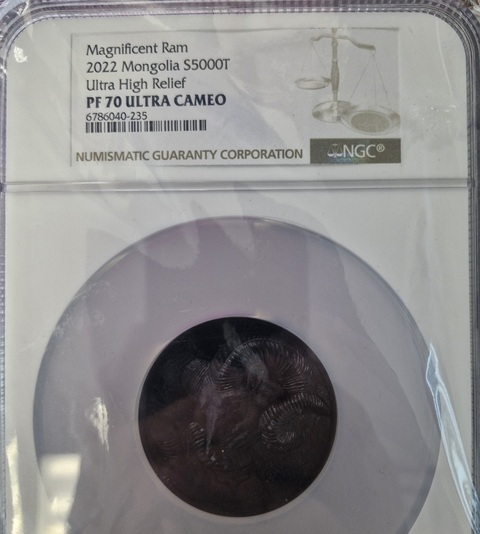 Magnificent Ram
2022 Mongolia S5000T
Ultra High Relief
PF 70 ULTRA CAMEO
6786040-235
NUMISMATIC GUARANTY CORPORATION
NGC®